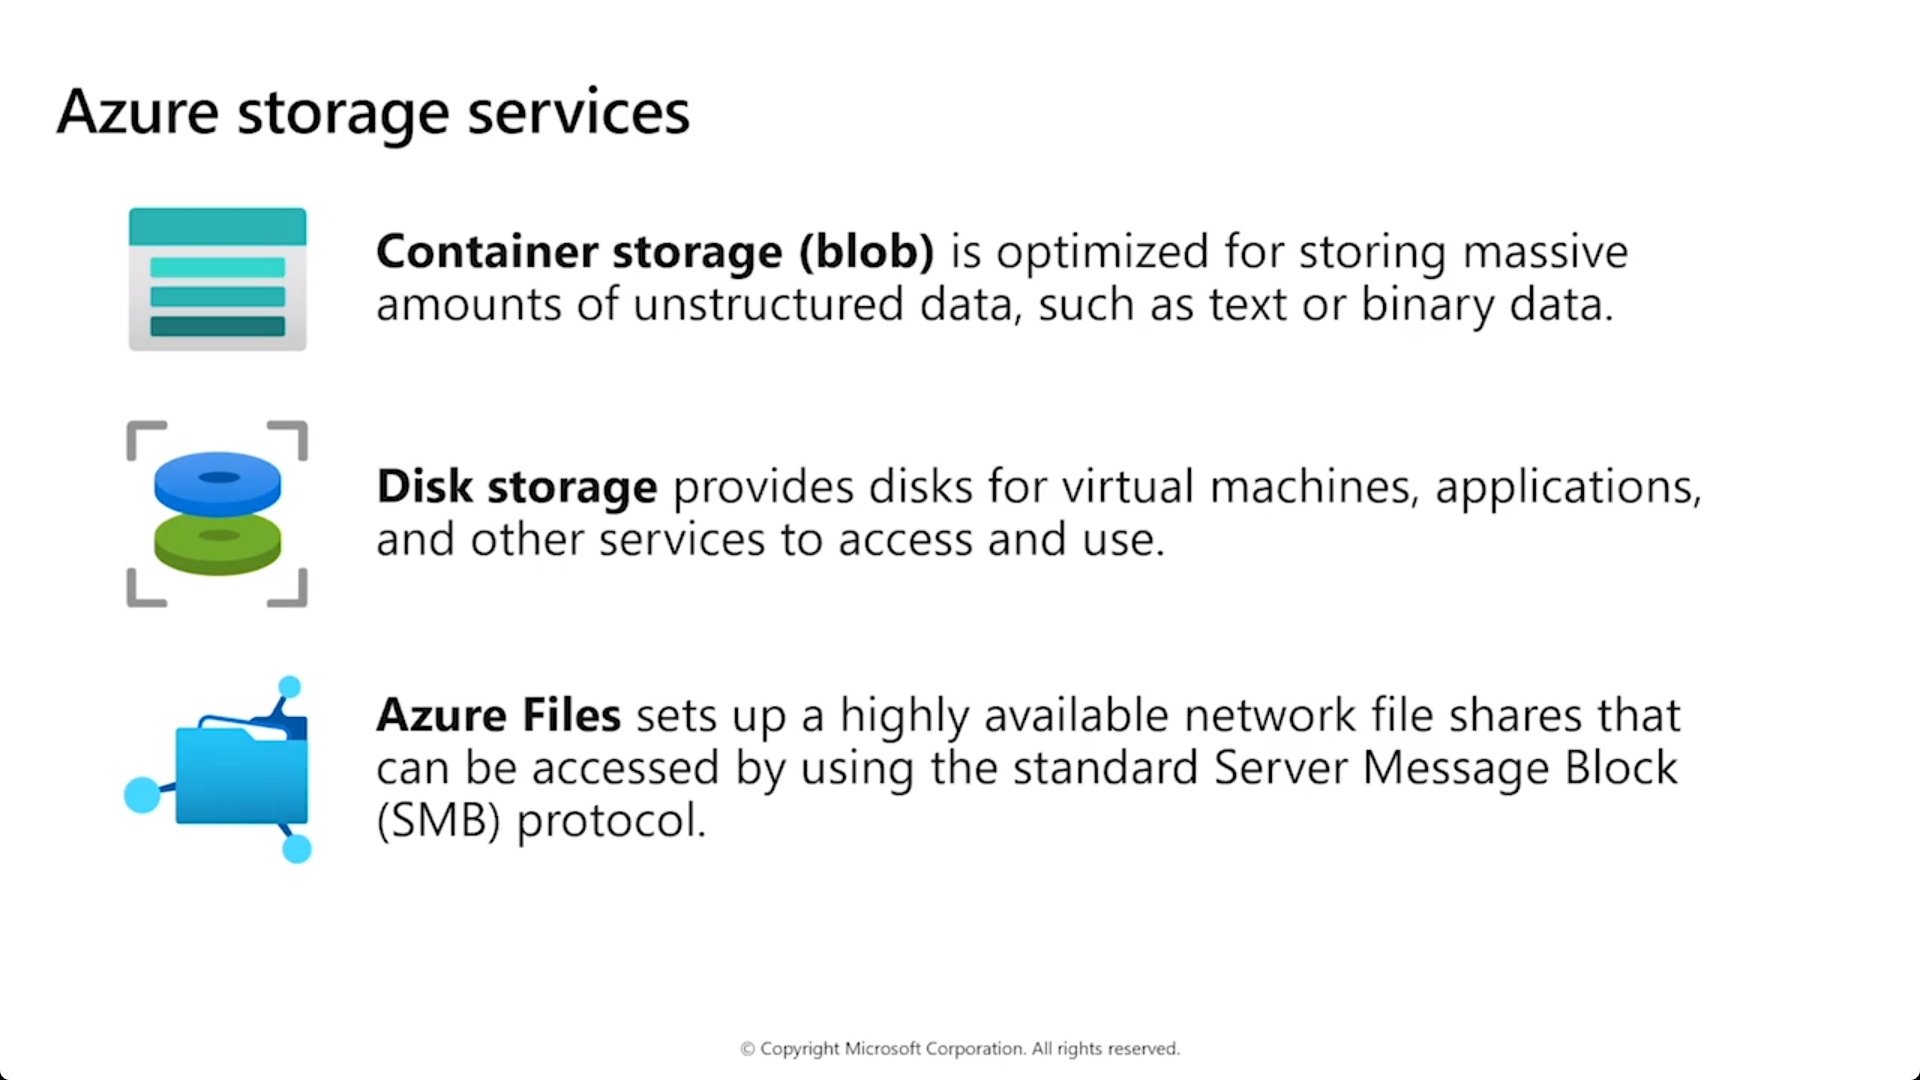 Azure storage services
Container storage (blob) is optimized for storing massive
amounts of unstructured data, such as text or binary data.
Disk storage provides disks for virtual machines, applications,
and other services to access and use.
Azure Files sets up a highly available network file shares that
can be accessed by using the standard Server Message Block
(SMB) protocol.
© Copyright Microsoft Corporation. All rights reserved.